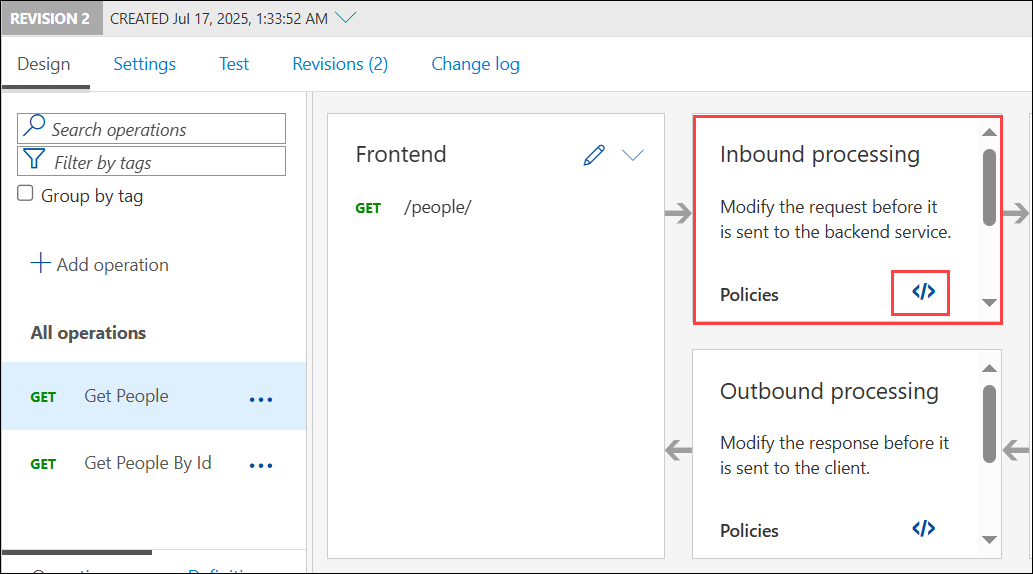 REVISION 2 CREATED Jul 17, 2025, 1:33:52 AM
Design Settings Test Revisions (2) Change log
Search operations
Filter by tags
Group by tag
Add operation
All operations
GET Get People
GET Get People By Id
Frontend
GET /people/
Inbound processing
Modify the request before it
is sent to the backend service.
Policies </>
Outbound processing
Modify the response before it
is sent to the client.
Policies </>